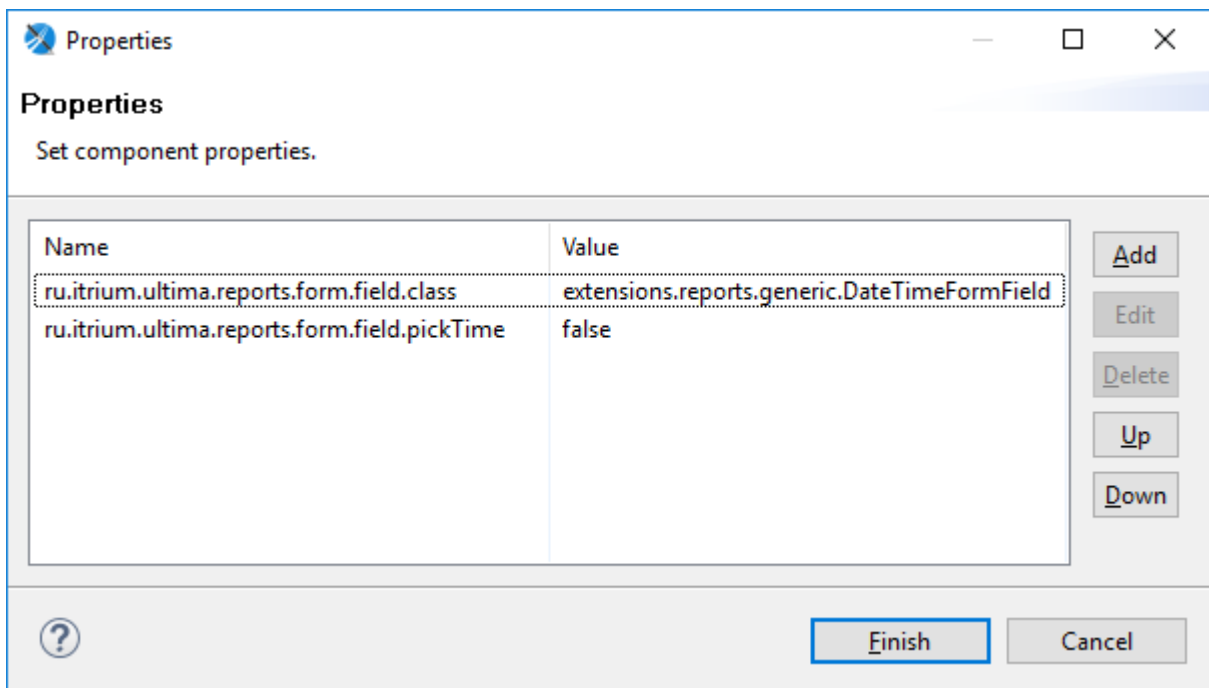 Properties
Properties
Set component properties.
Name Value
ru.itrium.ultima.reports.form.field.class extensions.reports.generic.DateTimeFormField
ru.itrium.ultima.reports.form.field.pickTime false
Add
Edit
Delete
Up
Down
?
Finish Cancel